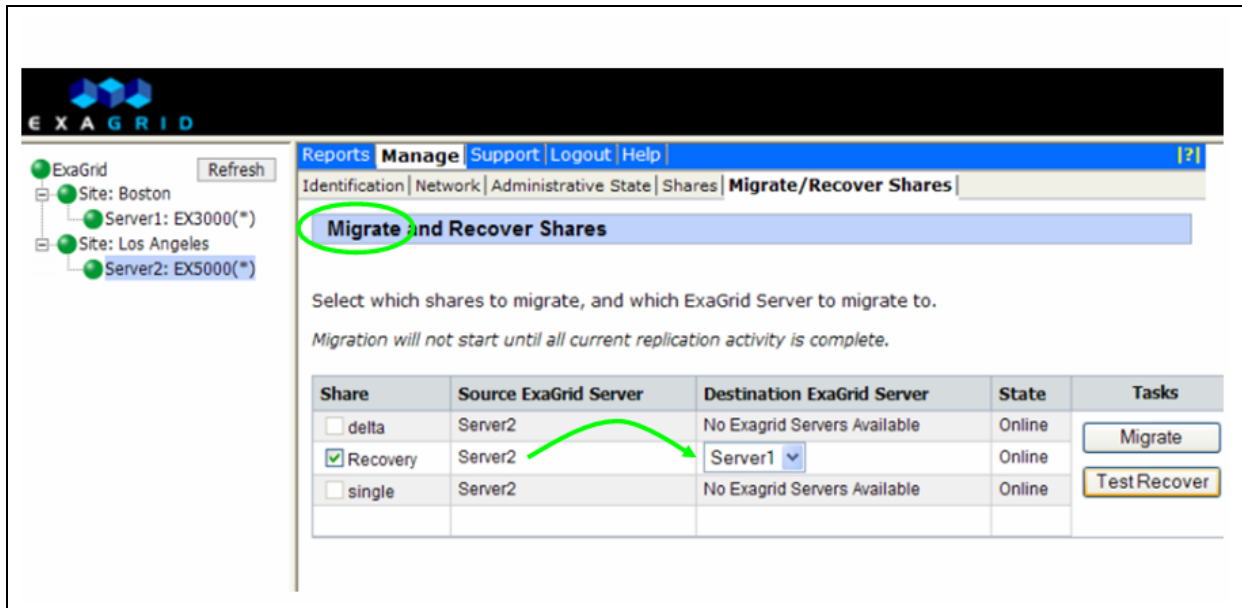 EXAGRID
ExaGrid Refresh
Site: Boston
Server1: EX3000(*)
Site: Los Angeles
Server2: EX5000(*)
Reports Manage Support Logout Help [?]
Identification Network Administrative State Shares Migrate/Recover Shares
Migrate and Recover Shares
Select which shares to migrate, and which ExaGrid Server to migrate to.
Migration will not start until all current replication activity is complete.
Share Source ExaGrid Server Destination ExaGrid Server State Tasks
delta Server2 No Exagrid Servers Available Online
Migrate
Recovery Server2 Server1 Online
Test Recover
single Server2 No Exagrid Servers Available Online